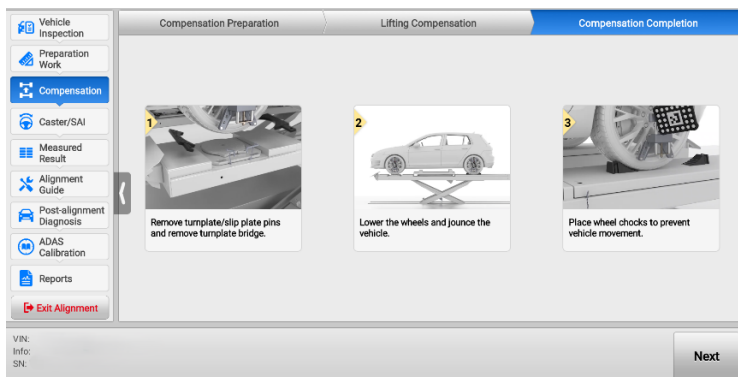 Vehicle
Inspection
Preparation
Work
Compensation
Caster/SAI
Measured
Result
Alignment
Guide
Post-alignment
Diagnosis
ADAS
Calibration
Reports
Exit Alignment
Compensation Preparation
Lifting Compensation
Compensation Completion
1
Remove turnplate/slip plate pins
and remove turnplate bridge.
2
Lower the wheels and jounce the
vehicle.
3
Place wheel chocks to prevent
vehicle movement.
VIN:
Info:
SN:
Next